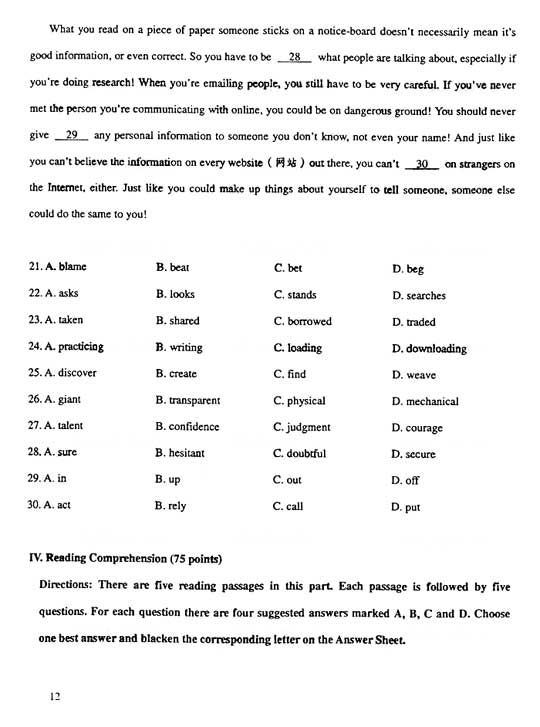 What you read on a piece of paper someone sticks on a notice-board doesn't necessarily mean it's
good information, or even correct. So you have to be 28 what people are talking about, especially if
you're doing research! When you're emailing people, you still have to be very careful. If you've never
met the person you're communicating with online, you could be on dangerous ground! You should never
give 29 any personal information to someone you don't know, not even your name! And just like
you can't believe the information on every website (网站) out there, you can't 30 on strangers on
the Internet, either. Just like you could make up things about yourself to tell someone, someone else
could do the same to you!
21. A. blame B. beat C. bet D. beg
22. A. asks B. looks C. stands D. searches
23. A. taken B. shared C. borrowed D. traded
24. A. practicing B. writing C. loading D. downloading
25. A. discover B. create C. find D. weave
26. A. giant B. transparent C. physical D. mechanical
27. A. talent B. confidence C. judgment D. courage
28. A. sure B. hesitant C. doubtful D. secure
29. A. in B. up C. out D. off
30. A. act B. rely C. call D. put
IV. Reading Comprehension (75 points)
Directions: There are five reading passages in this part. Each passage is followed by five
questions. For each question there are four suggested answers marked A, B, C and D. Choose
one best answer and blacken the corresponding letter on the Answer Sheet.
12